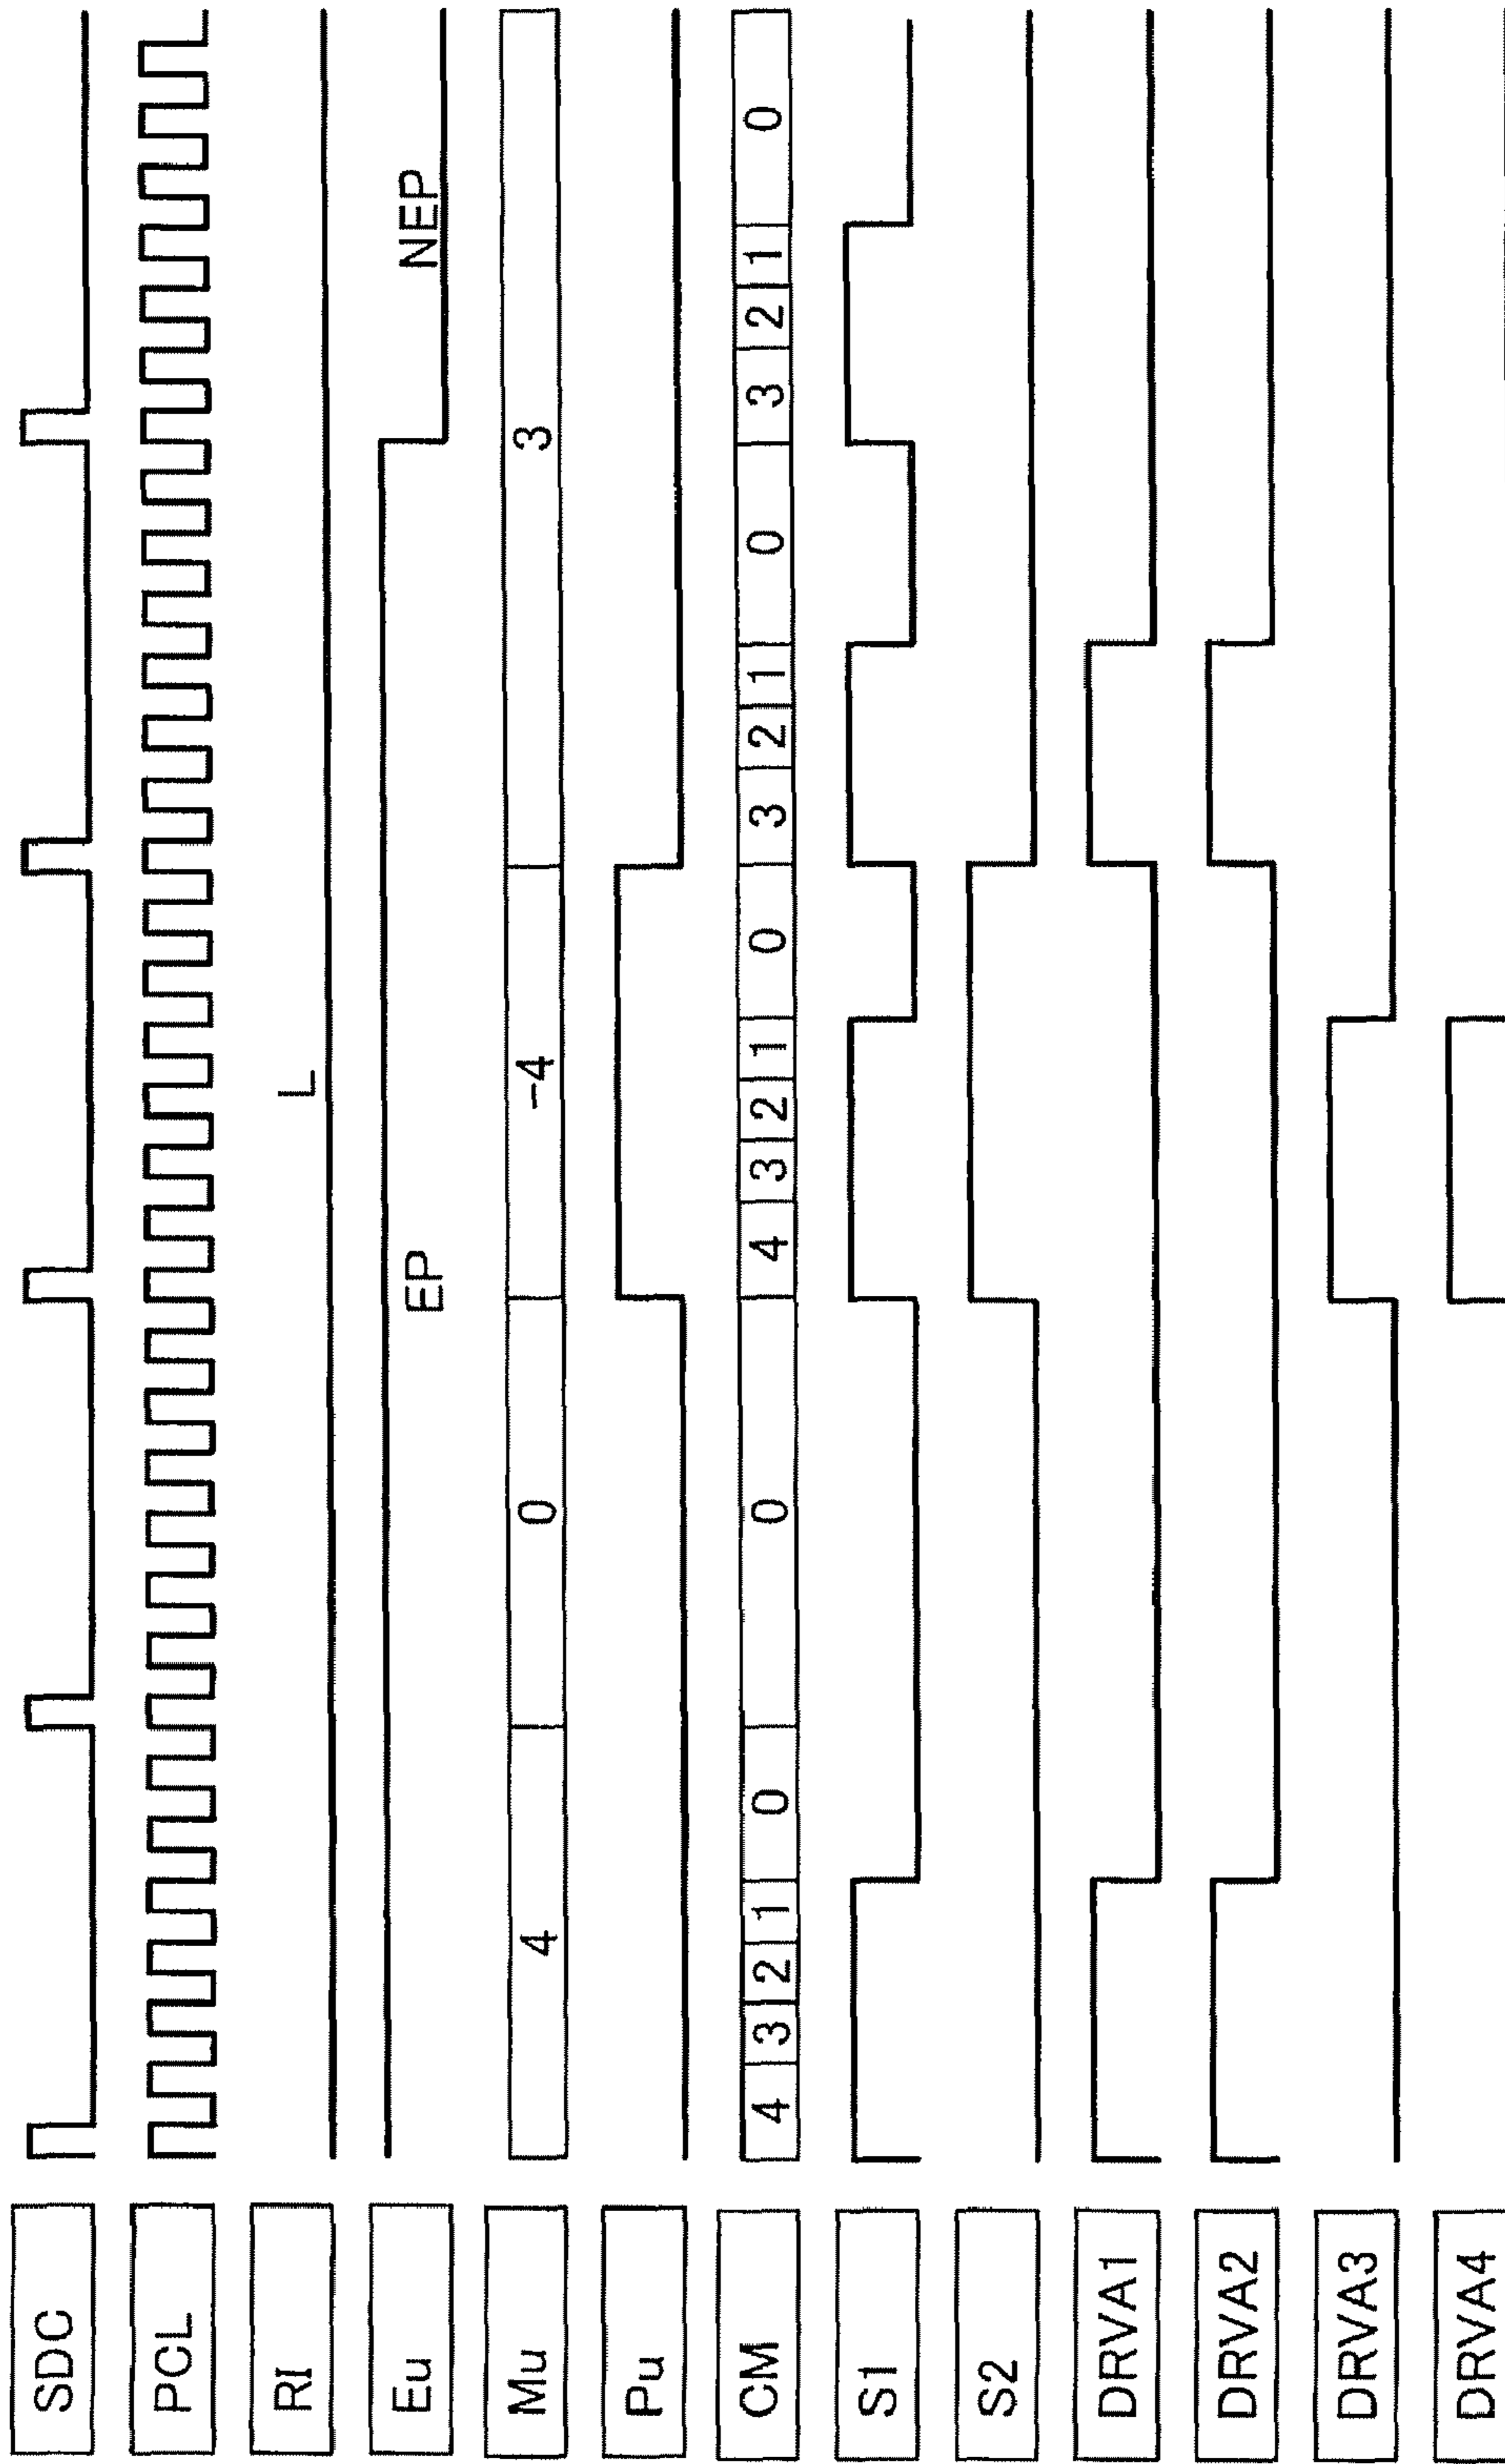 SDC
PCL
RI L
Eu EP NEP
Mu 4 0 -4 3
Pu
CM 4 3 2 1 0 0 4 3 2 1 0 3 2 1 0 3 2 1 0
S1
S2
DRVA1
DRVA2
DRVA3
DRVA4